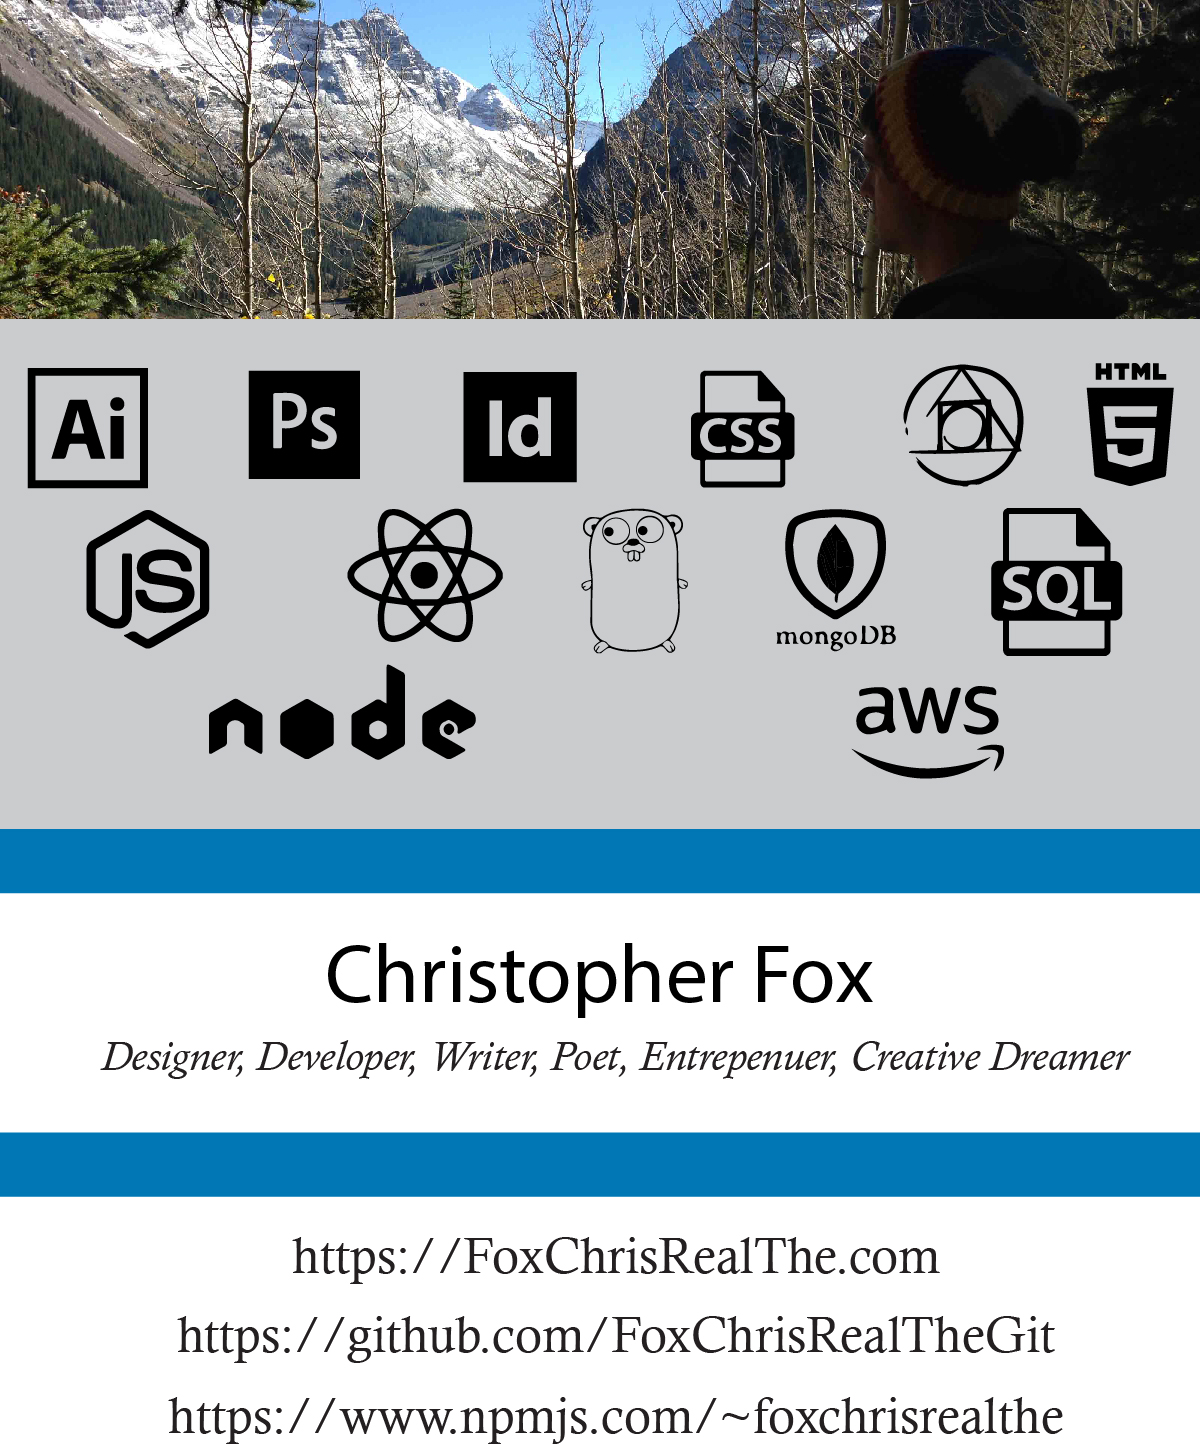 Ai Ps Id CSS HTML
5
JS mongoDB SQL
node aws
Christopher Fox
Designer, Developer, Writer, Poet, Entrepenuer, Creative Dreamer
https://FoxChrisRealThe.com
https://github.com/FoxChrisRealTheGit
https://www.npmjs.com/~foxchrisrealthe